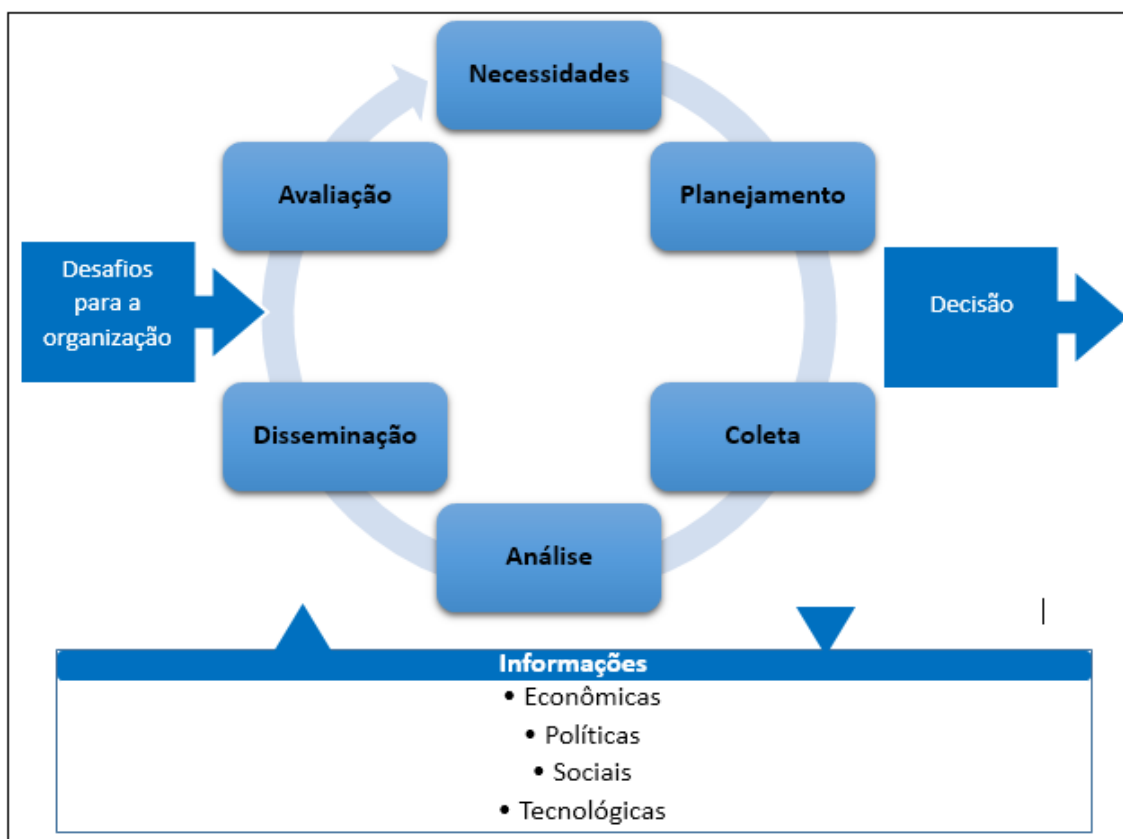 Necessidades
Avaliação
Planejamento
Desafios
para a
organização
Decisão
Disseminação
Coleta
Análise
Informações
• Econômicas
• Políticas
• Sociais
• Tecnológicas